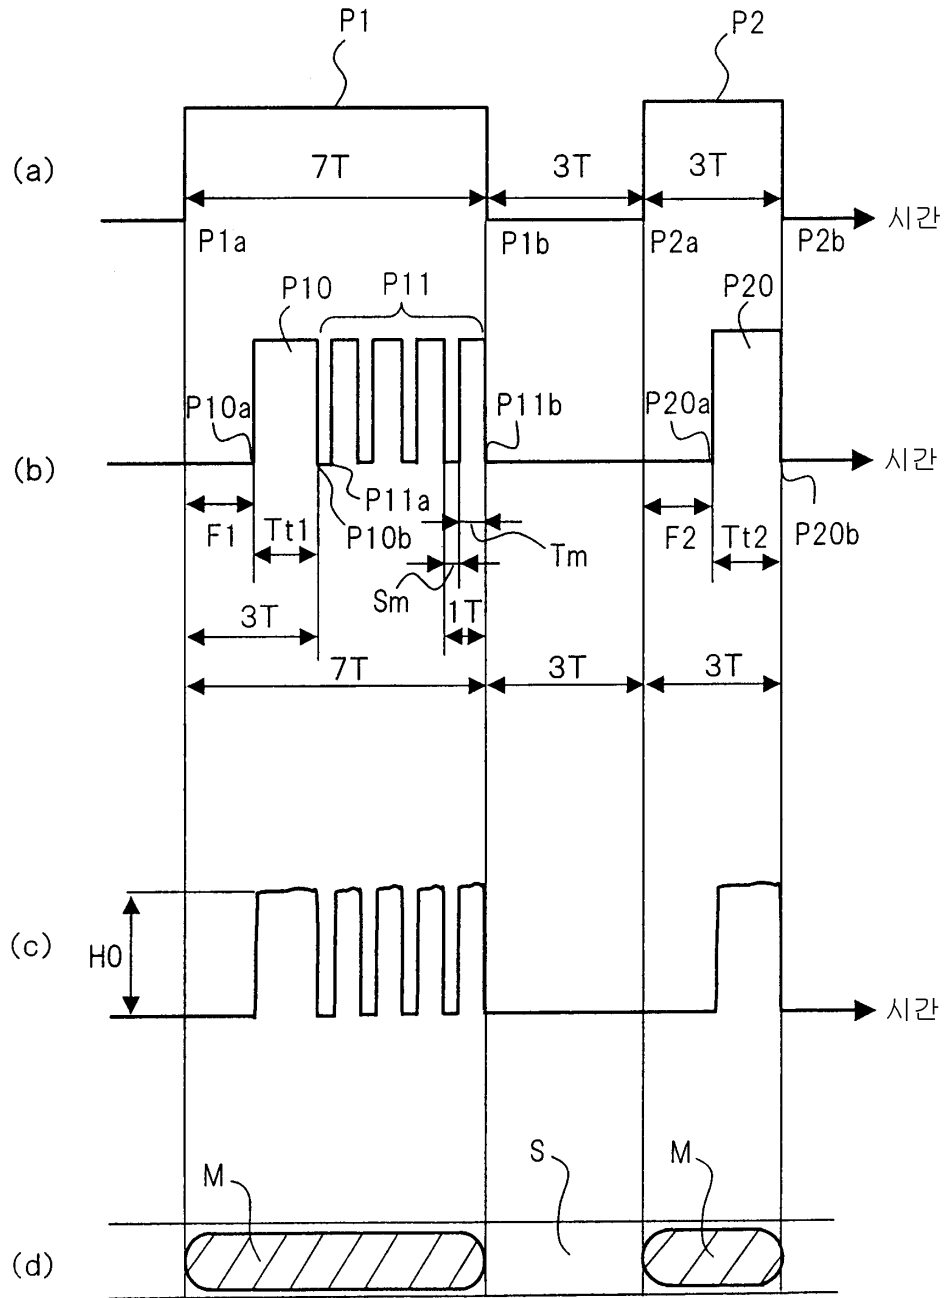 P1
P2
(a)
7T
3T
3T
시간
P1a
P1b
P2a
P2b
P10
P11
P20
P10a
P11b
P20a
(b)
시간
P11a
F1
Tt1
P10b
Tm
F2
Tt2
P20b
Sm
3T
1T
7T
3T
3T
(c)
H0
시간
M
S
M
(d)